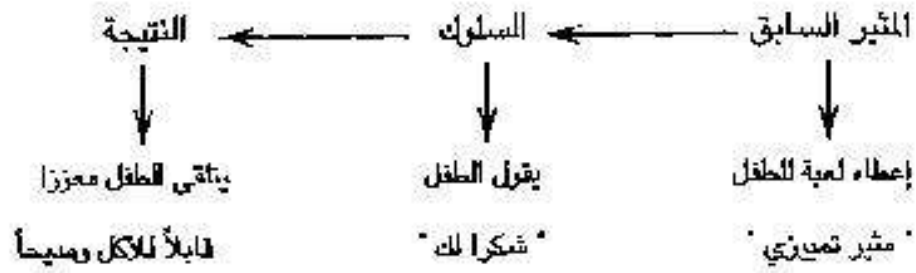 المثير السابق السلوك النتيجة
إعطاء لعبة للطفل يقول الطفل يتلقى الطفل معززا
" مثير تمييزي " " شكرا لك " قابلاً للأكل ومديحاً